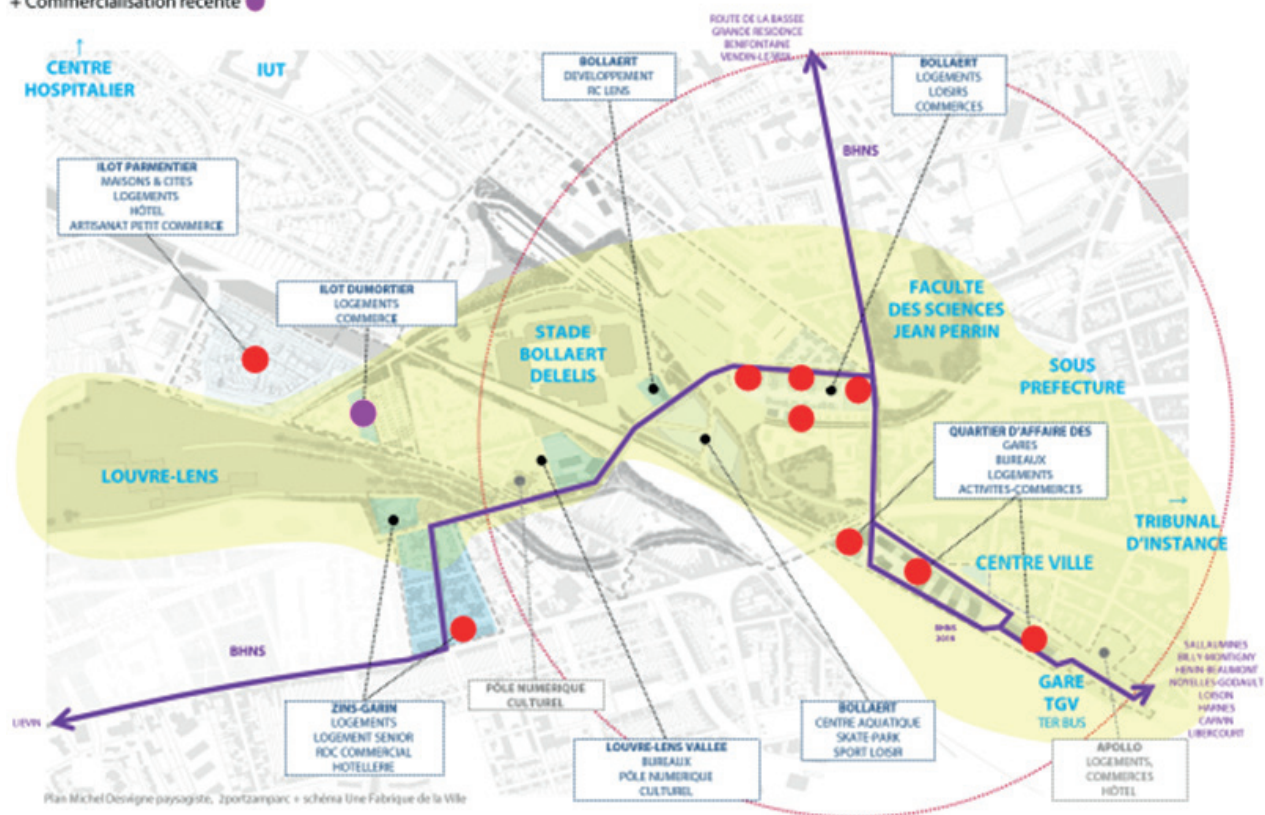 + Commercialisation récente
CENTRE
HOSPITALIER
IUT
ROUTE DE LA BASSEE
GRANDE RESIDENCE
BENIFONTAINE
VENDIN-LE-VIEIL
BOLLAERT
DEVELOPPEMENT
RC LENS
BOLLAERT
LOGEMENTS
LOISIRS
COMMERCES
BHNS
ILOT PARMENTIER
MAISONS & CITES
LOGEMENTS
HÔTEL
ARTISANAT PETIT COMMERCE
ILOT DUMORTIER
LOGEMENTS
COMMERCE
STADE
BOLLAERT
DELELIS
FACULTE
DES SCIENCES
JEAN PERRIN
SOUS
PREFECTURE
QUARTIER D'AFFAIRE DES
GARES
BUREAUX
LOGEMENTS
ACTIVITES-COMMERCES
LOUVRE-LENS
TRIBUNAL
D'INSTANCE
CENTRE VILLE
BHNS
BHNS
2019
SALLAUMINES
BILLY-MONTIGNY
HENIN-BEAUMONT
NOYELLES-GODAULT
LOISON
HARNES
CARVIN
LIBERCOURT
GARE
TGV
TER BUS
LIEVIN
PÔLE NUMERIQUE
CULTUREL
ZINS-GARIN
LOGEMENTS
LOGEMENT SENIOR
RDC COMMERCIAL
HOTELLERIE
LOUVRE-LENS VALLEE
BUREAUX
PÔLE NUMERIQUE
CULTUREL
BOLLAERT
CENTRE AQUATIQUE
SKATE-PARK
SPORT LOISIR
APOLLO
LOGEMENTS,
COMMERCES
HÔTEL
Plan Michel Desvigne paysagiste, 2portzamparc + schéma Une Fabrique de la Ville